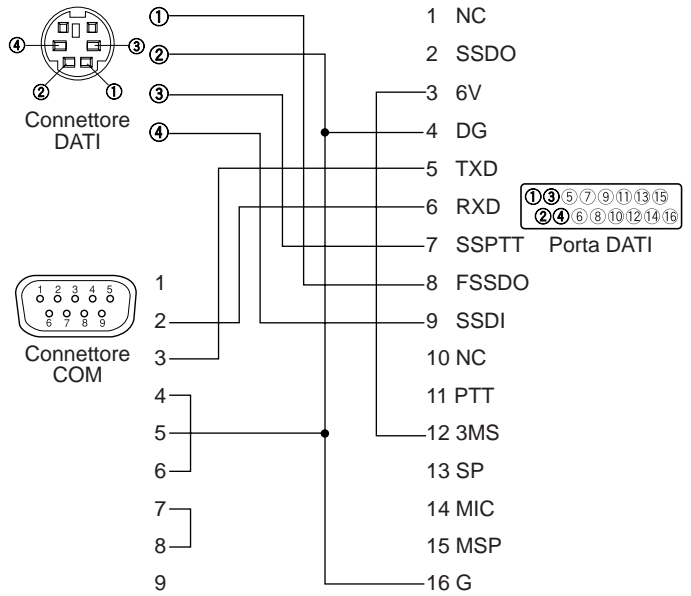 ① 1 NC
④ ③ ② 2 SSDO
② ① ③ 3 6V
Connettore
DATI
④ 4 DG
5 TXD
6 RXD
①③⑤⑦⑨⑪⑬⑮
②④⑥⑧⑩⑫⑭⑯
7 SSPTT
Porta DATI
1 8 FSSDO
1 2 3 4 5
6 7 8 9
2 9 SSDI
Connettore
COM
3 10 NC
4 11 PTT
5 12 3MS
6 13 SP
7 14 MIC
8 15 MSP
9 16 G